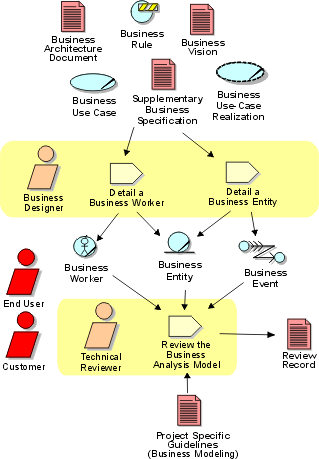 Business
Architecture
Document
Business
Rule
Business
Vision
Business
Use Case
Supplementary
Business
Specification
Business
Use-Case
Realization
Business
Designer
Detail a
Business Worker
Detail a
Business Entity
Business
Worker
Business
Entity
Business
Event
End User
Customer
Technical
Reviewer
Review the
Business
Analysis Model
Review
Record
Project Specific
Guidelines
(Business Modeling)